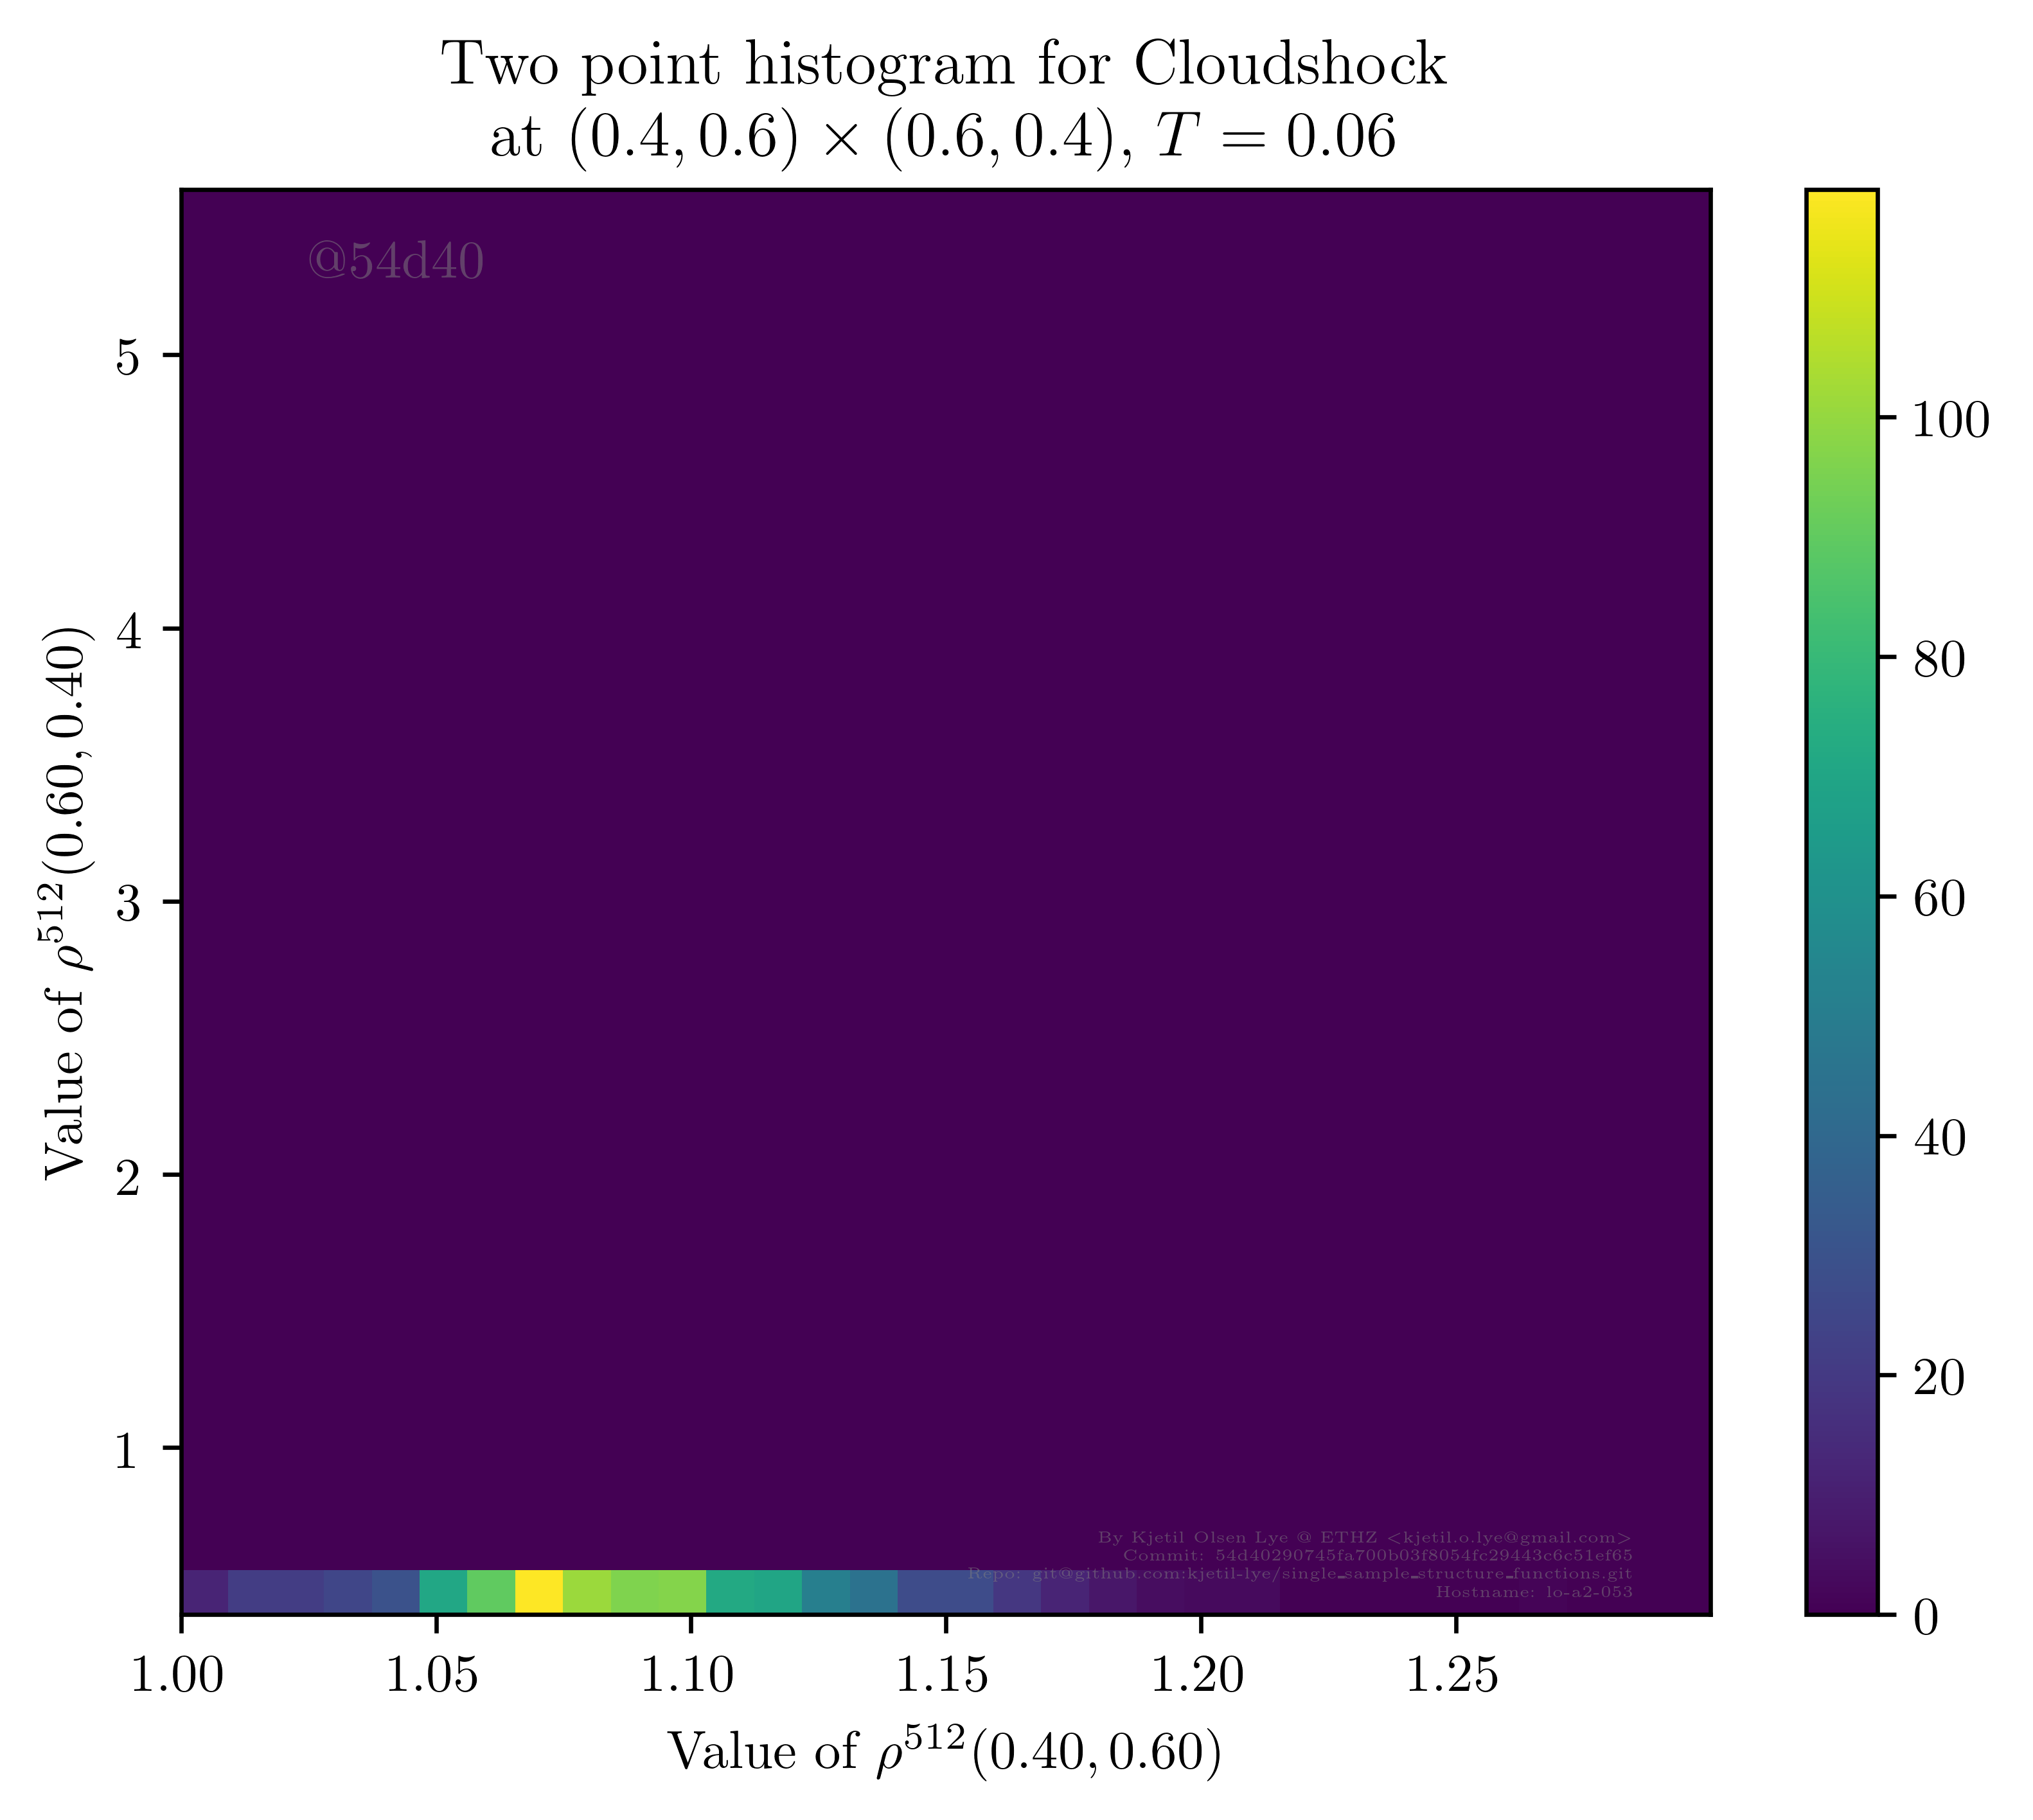 Two point histogram for Cloudshock
at (0.4, 0.6) × (0.6, 0.4), T = 0.06
@54d40
5
4
3
2
1
Value of ρ^512(0.60, 0.40)
By Kjetil Olsen Lye @ ETHZ <kjetil.o.lye@gmail.com>
Commit: 54d40290745fa700b03f8054fc29443c6c51ef65
Repo: git@github.com:kjetil-lye/single_sample_structure_functions.git
Hostname: lo-a2-053
1.00 1.05 1.10 1.15 1.20 1.25
Value of ρ^512(0.40, 0.60)
100
80
60
40
20
0